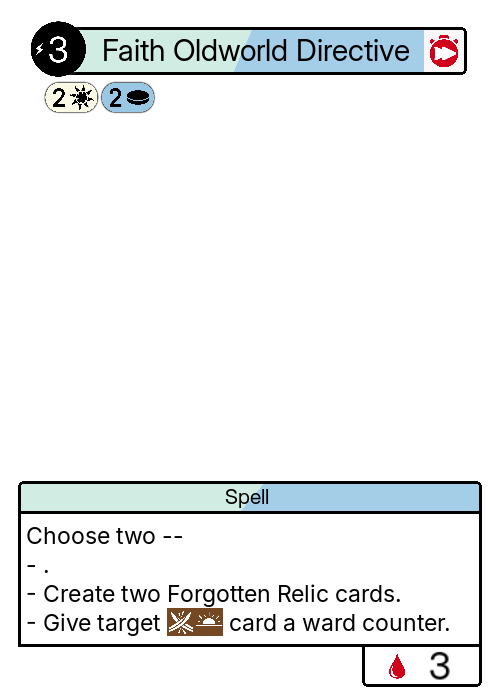 3 Faith Oldworld Directive
2 2
Spell
Choose two --
- .
- Create two Forgotten Relic cards.
- Give target card a ward counter.
3